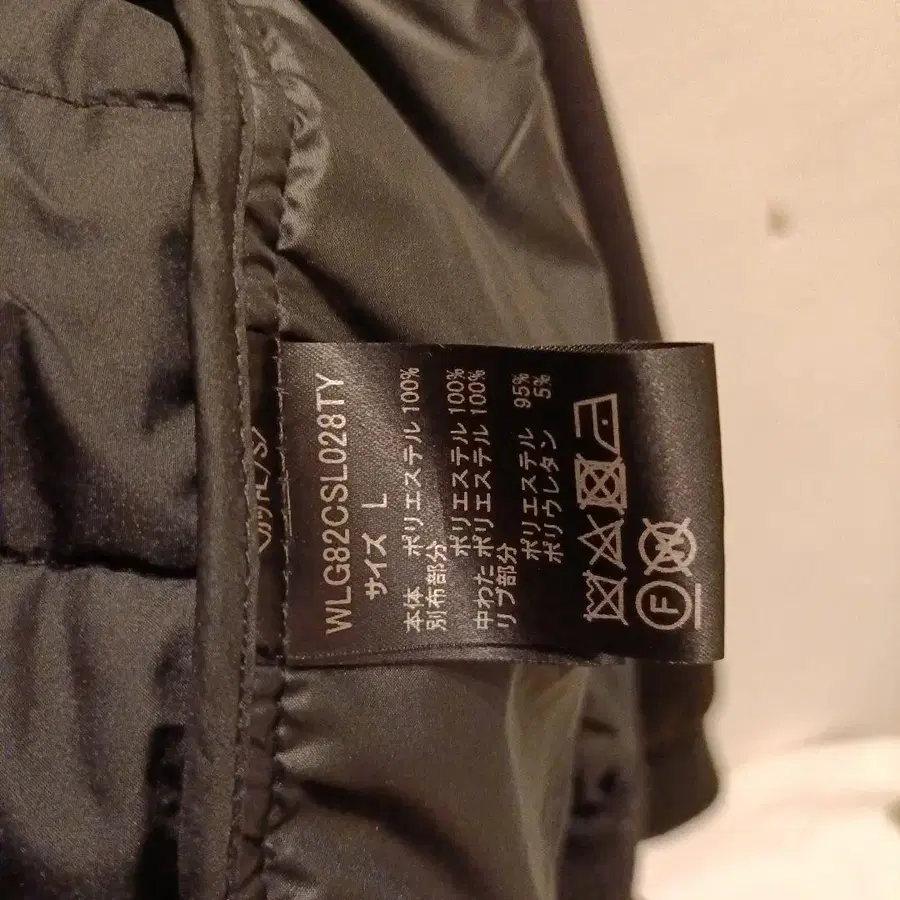 WLG82CSL028TY
サイズ L
本体 ポリエステル 100%
別布部分
ポリエステル 100%
中わた ポリエステル 100%
リブ部分
ポリエステル 95%
ポリウレタン 5%
F